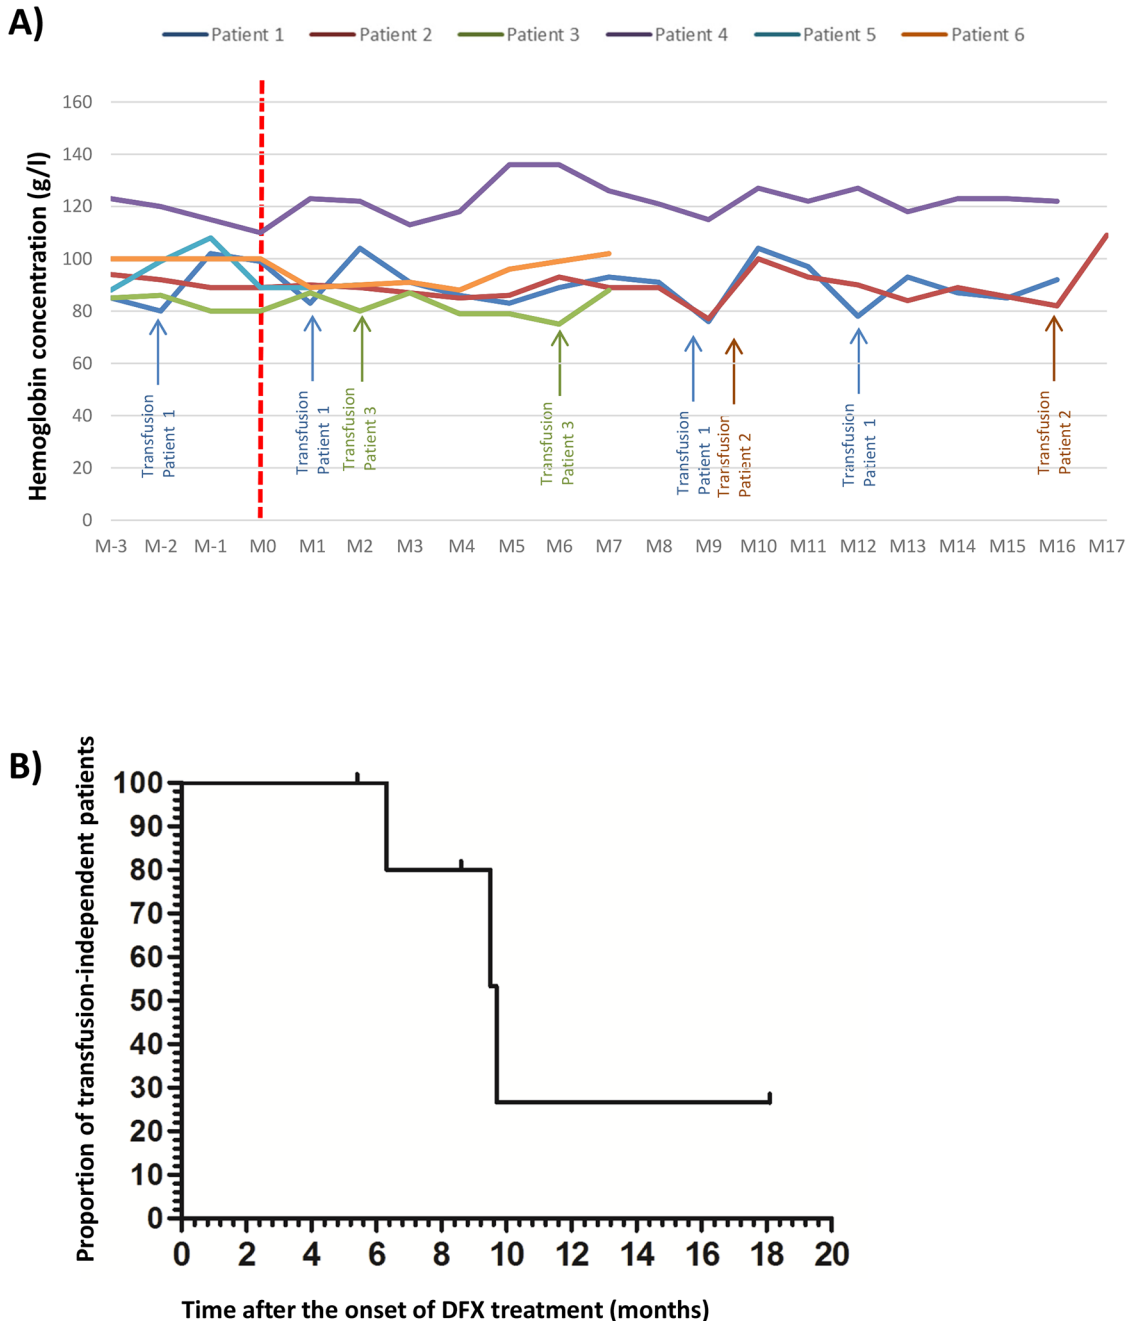 A)
Patient 1 Patient 2 Patient 3 Patient 4 Patient 5 Patient 6
Hemoglobin concentration (g/l)
160
140
120
100
80
60
40
20
0
Transfusion
Patient 1
Transfusion
Patient 1
Transfusion
Patient 3
Transfusion
Patient 3
Transfusion
Patient 1
Transfusion
Patient 2
Transfusion
Patient 1
Transfusion
Patient 2
M-3 M-2 M-1 M0 M1 M2 M3 M4 M5 M6 M7 M8 M9 M10 M11 M12 M13 M14 M15 M16 M17
B)
Proportion of transfusion-independent patients
100
90
80
70
60
50
40
30
20
10
0
0 2 4 6 8 10 12 14 16 18 20
Time after the onset of DFX treatment (months)